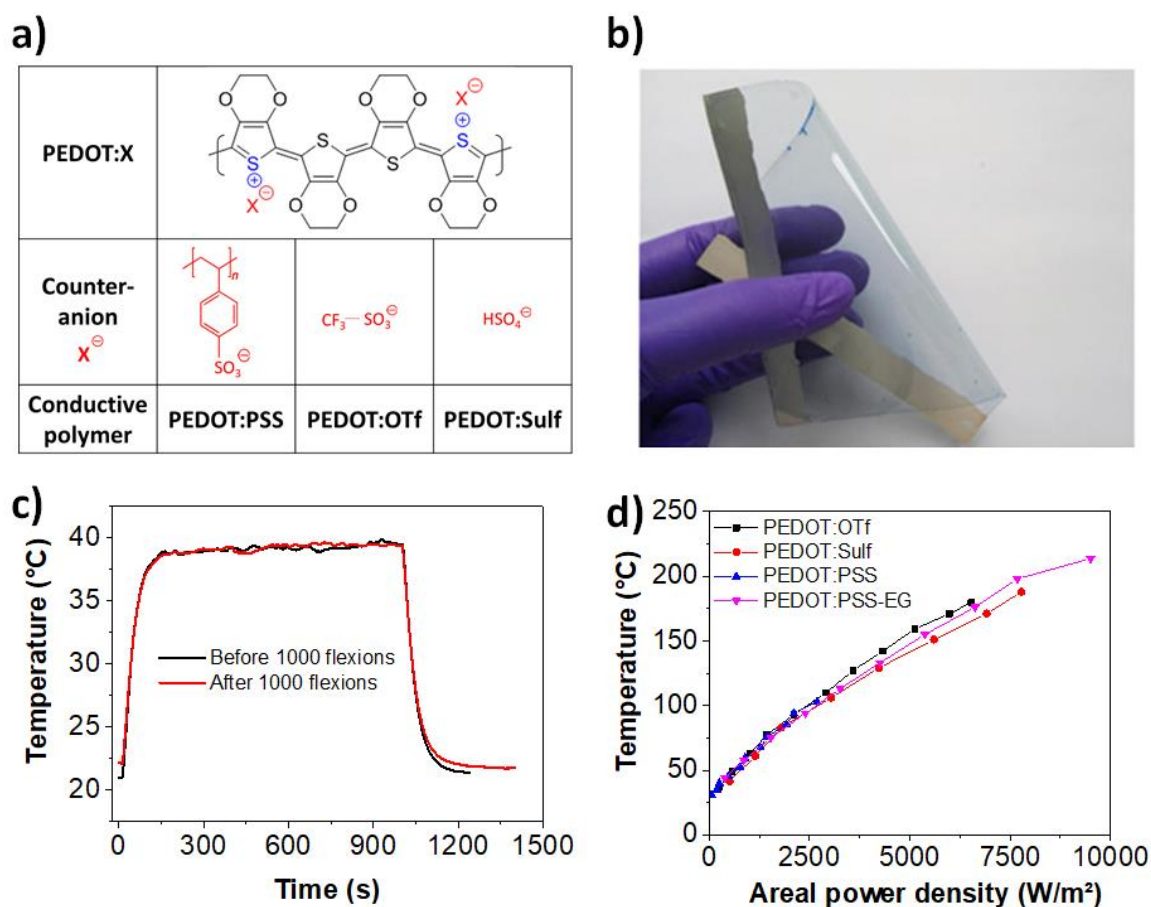 a)
PEDOT:X
O O O O
X⊖
S⊕ S S S⊕
X⊖
O O O O
Counter-
anion
X⊖
n
SO₃⊖
CF₃—SO₃⊖
HSO₄⊖
Conductive
polymer
PEDOT:PSS
PEDOT:OTf
PEDOT:Sulf
b)
c)
Temperature (°C)
40
35
30
25
20
Before 1000 flexions
After 1000 flexions
0 300 600 900 1200 1500
Time (s)
d)
Temperature (°C)
250
200
150
100
50
0
PEDOT:OTf
PEDOT:Sulf
PEDOT:PSS
PEDOT:PSS-EG
0 2500 5000 7500 10000
Areal power density (W/m²)